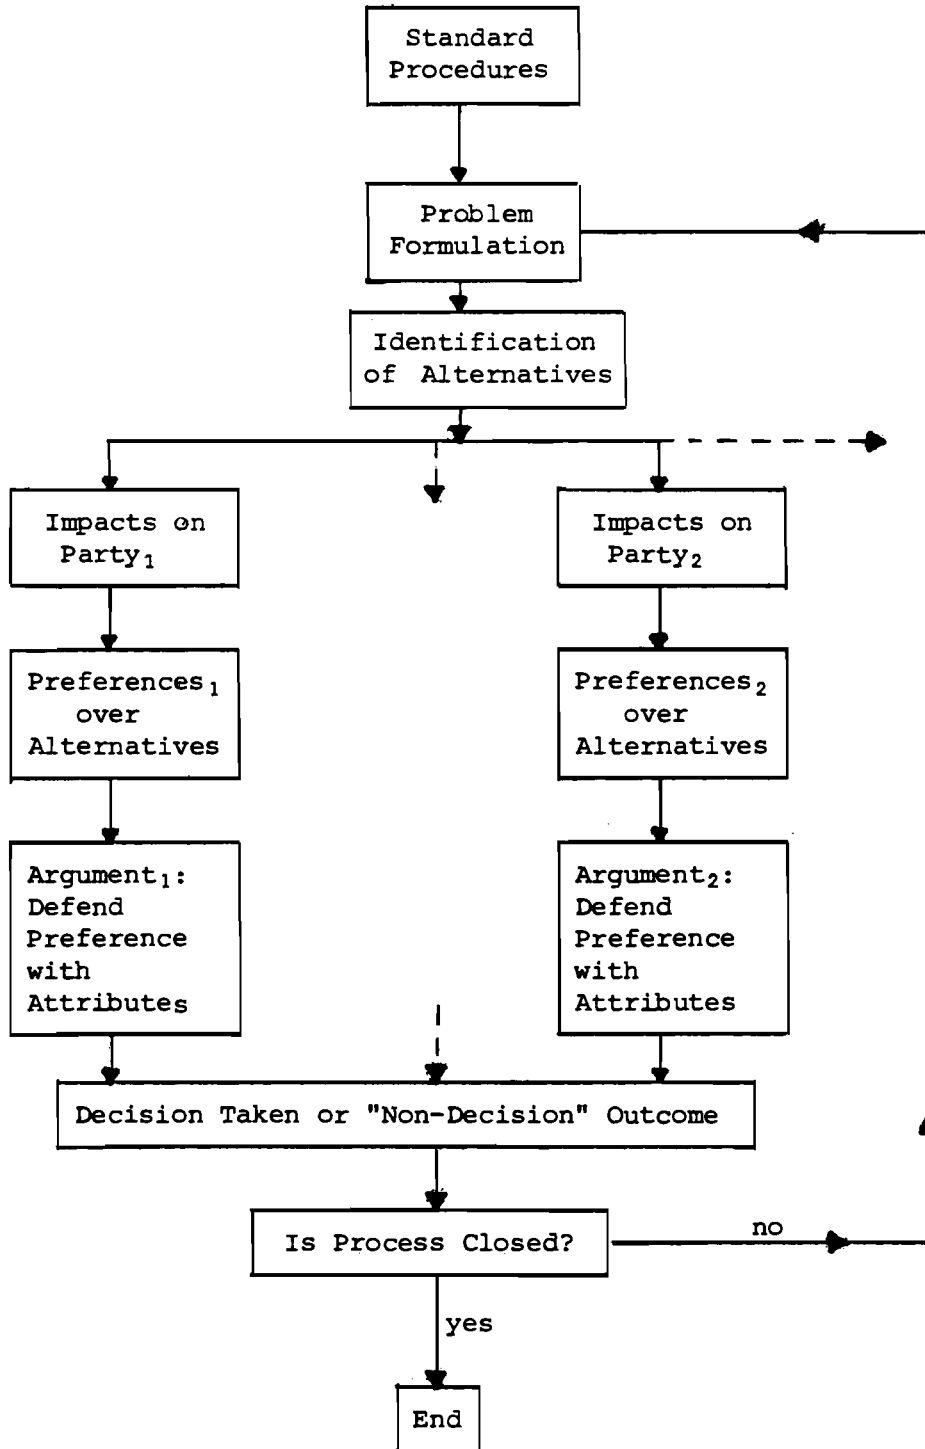 Standard
Procedures
Problem
Formulation
Identification
of Alternatives
Impacts on
Party₁
Impacts on
Party₂
Preferences₁
over
Alternatives
Preferences₂
over
Alternatives
Argument₁:
Defend
Preference
with
Attributes
Argument₂:
Defend
Preference
with
Attributes
Decision Taken or "Non-Decision" Outcome
Is Process Closed?
no
yes
End